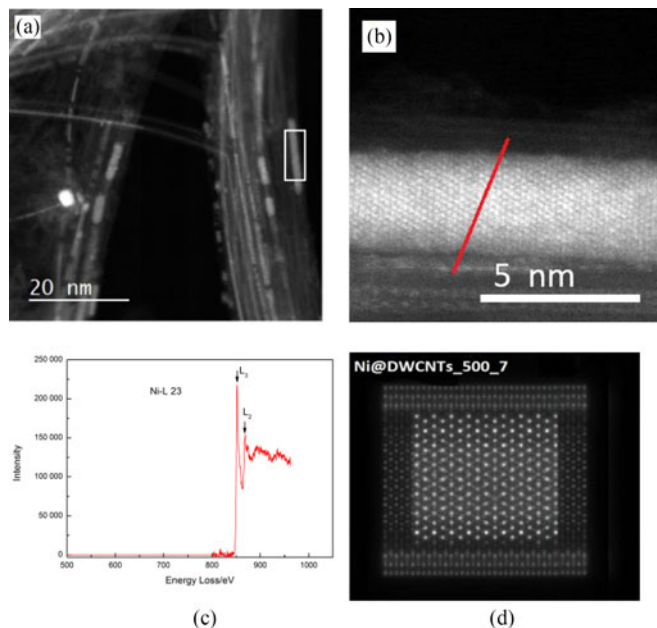 (a)
20 nm
(b)
5 nm
250 000
200 000
150 000
100 000
50 000
0
Intensity
Ni-L 23
L3
L2
500
600
700
800
900
1000
Energy Loss/eV
(c)
Ni@DWCNTs_500_7
(d)